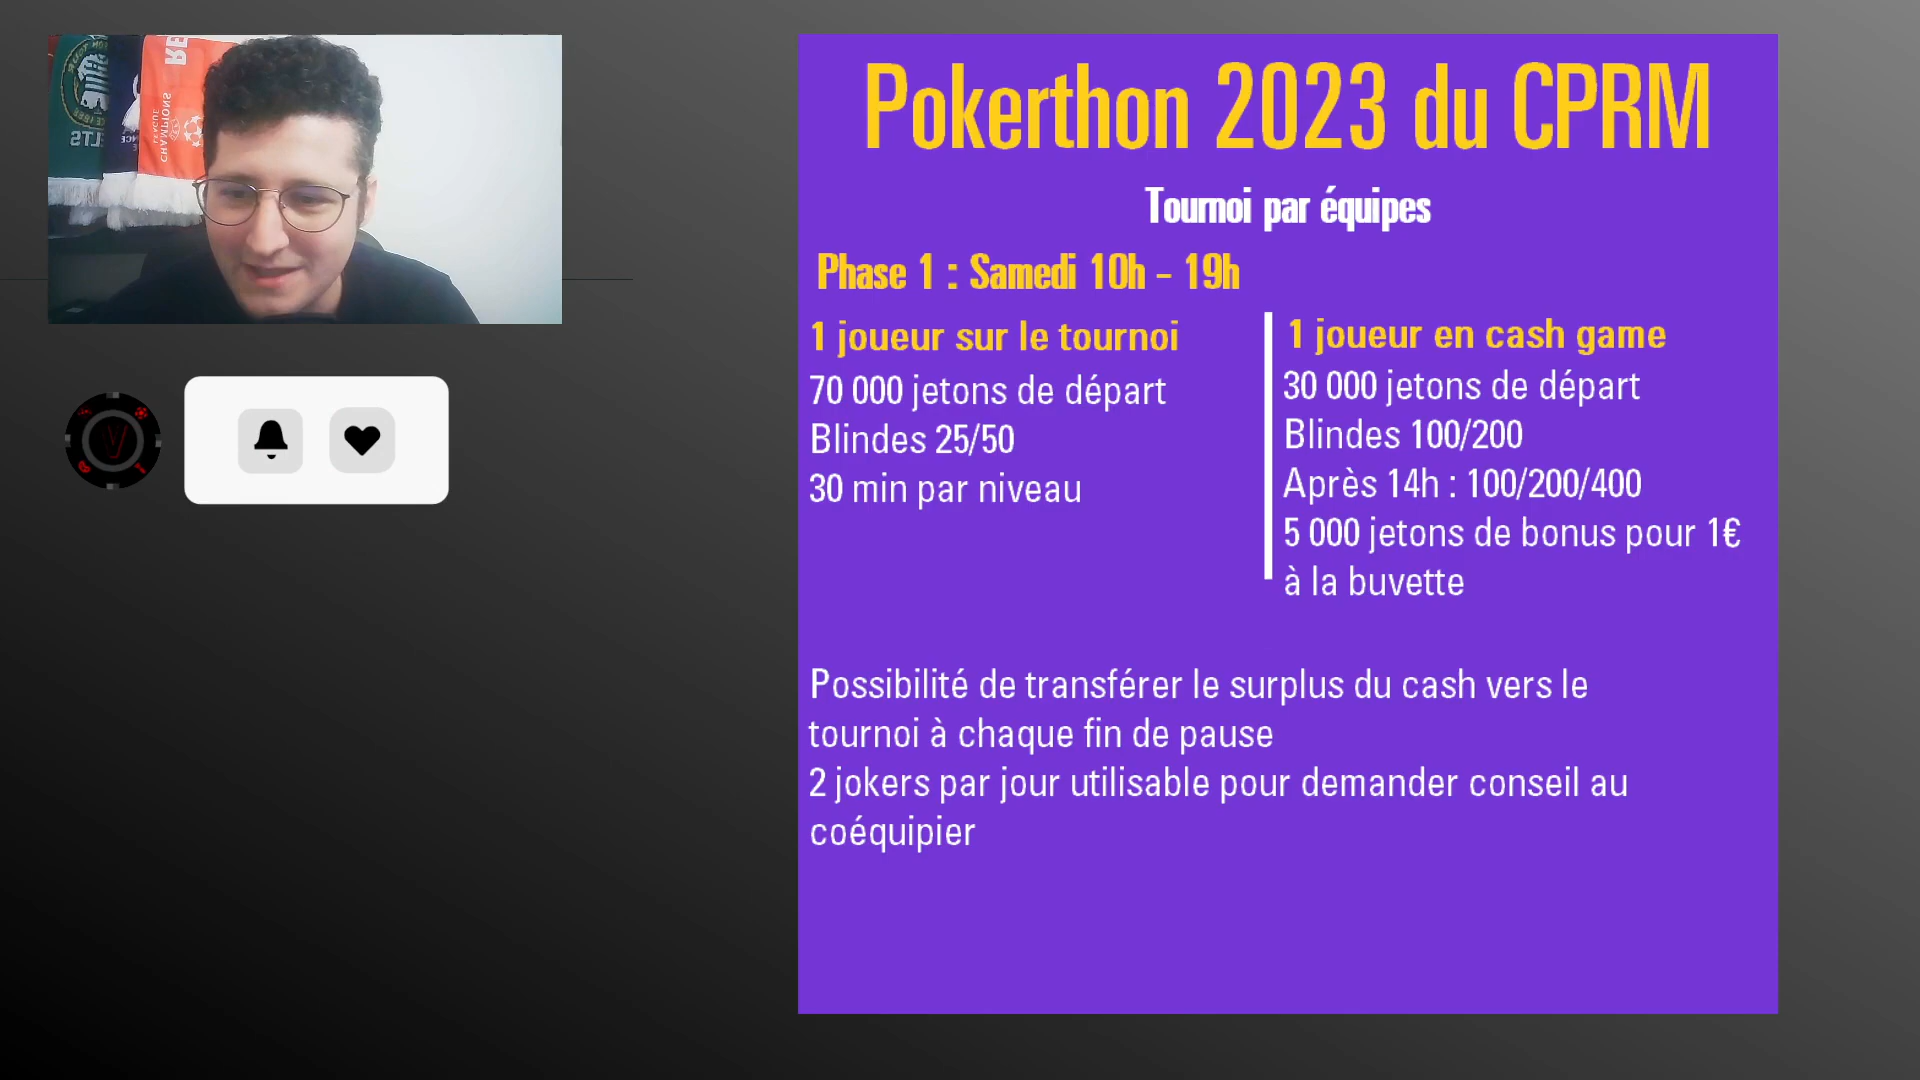 Pokerthon 2023 du CPRM
Tournoi par équipes
Phase 1 : Samedi 10h - 19h
1 joueur sur le tournoi
70 000 jetons de départ
Blindes 25/50
30 min par niveau
1 joueur en cash game
30 000 jetons de départ
Blindes 100/200
Après 14h : 100/200/400
5 000 jetons de bonus pour 1€
à la buvette
Possibilité de transférer le surplus du cash vers le
tournoi à chaque fin de pause
2 jokers par jour utilisable pour demander conseil au
coéquipier
RE
CHAMPIONS
LEAGUE